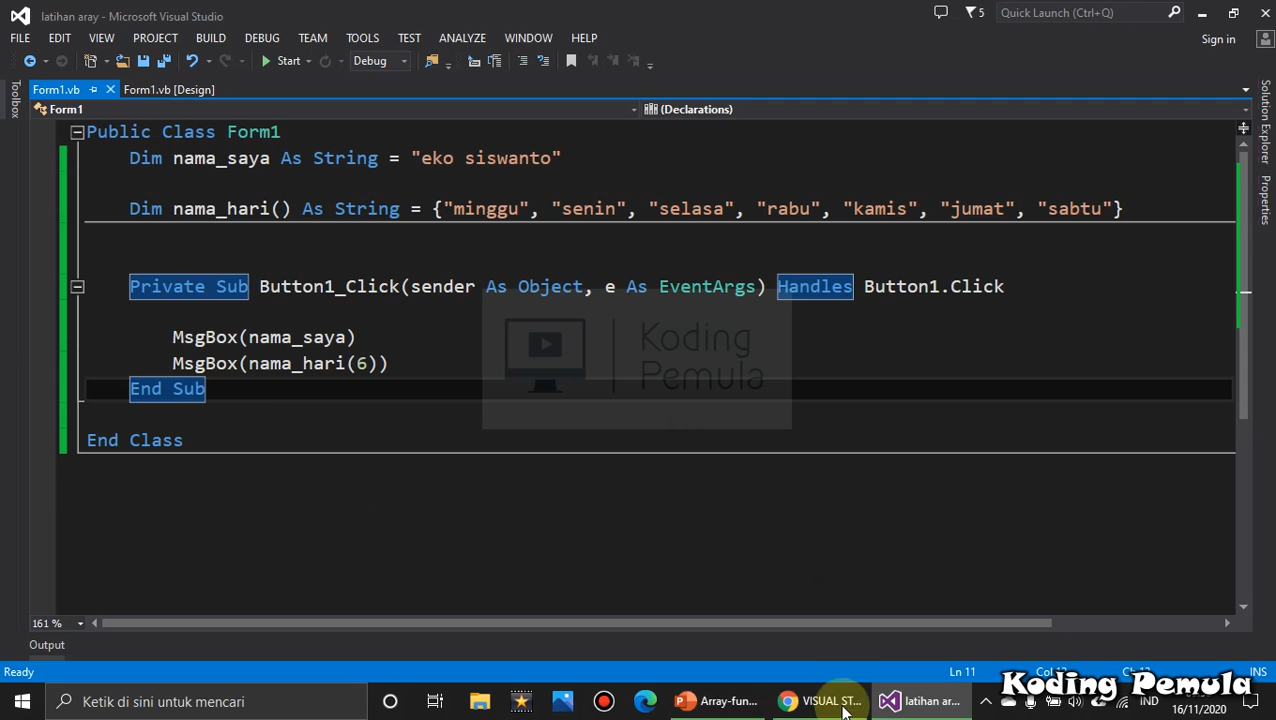 latihan aray - Microsoft Visual Studio
5
Quick Launch (Ctrl+Q)
FILE EDIT VIEW PROJECT BUILD DEBUG TEAM TOOLS TEST ANALYZE WINDOW HELP
Sign in
Start
Debug
Toolbox
Form1.vb
Form1.vb [Design]
Solution Explorer
Properties
Form1
(Declarations)
Public Class Form1
Dim nama_saya As String = "eko siswanto"
Dim nama_hari() As String = {"minggu", "senin", "selasa", "rabu", "kamis", "jumat", "sabtu"}
Private Sub Button1_Click(sender As Object, e As EventArgs) Handles Button1.Click
MsgBox(nama_saya)
MsgBox(nama_hari(6))
End Sub
End Class
Koding
Pemula
161 %
Output
Ready
Ln 11
INS
Ketik di sini untuk mencari
Array-fun...
VISUAL ST...
latihan ar...
IND
16/11/2020
Koding Pemula